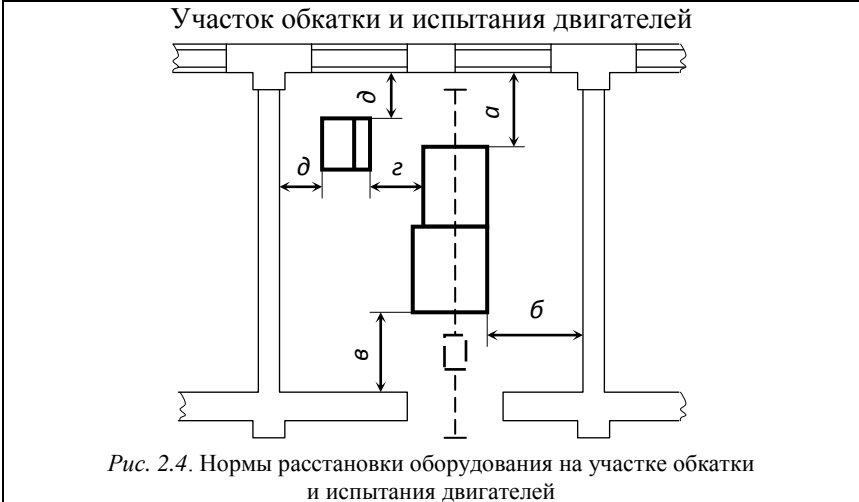 Участок обкатки и испытания двигателей
д
а
д
г
б
в
Рис. 2.4. Нормы расстановки оборудования на участке обкатки
и испытания двигателей